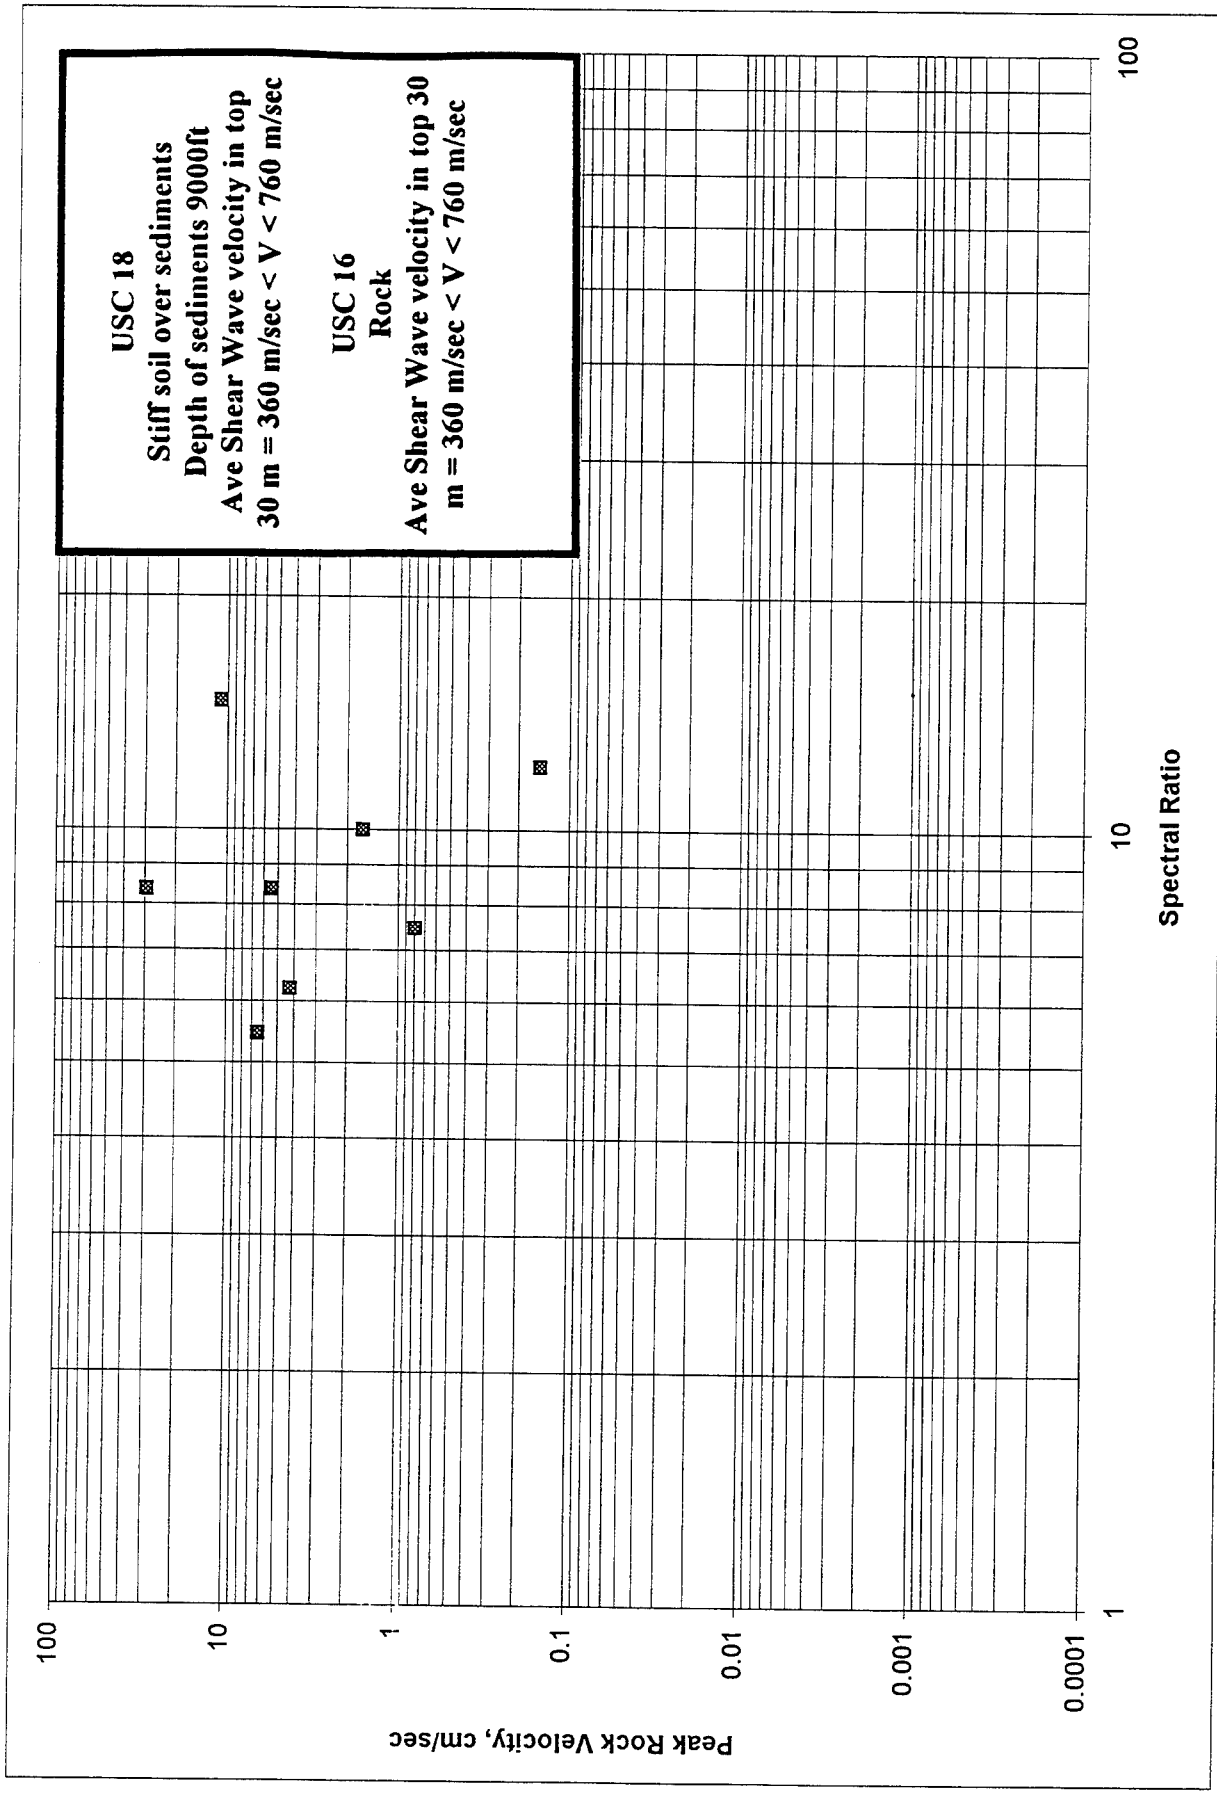 USC 18
Stiff soil over sediments
Depth of sediments 9000ft
Ave Shear Wave velocity in top
30 m = 360 m/sec < V < 760 m/sec
USC 16
Rock
Ave Shear Wave velocity in top 30
m = 360 m/sec < V < 760 m/sec
Peak Rock Velocity, cm/sec
100
10
1
0.1
0.01
0.001
0.0001
1
10
100
Spectral Ratio